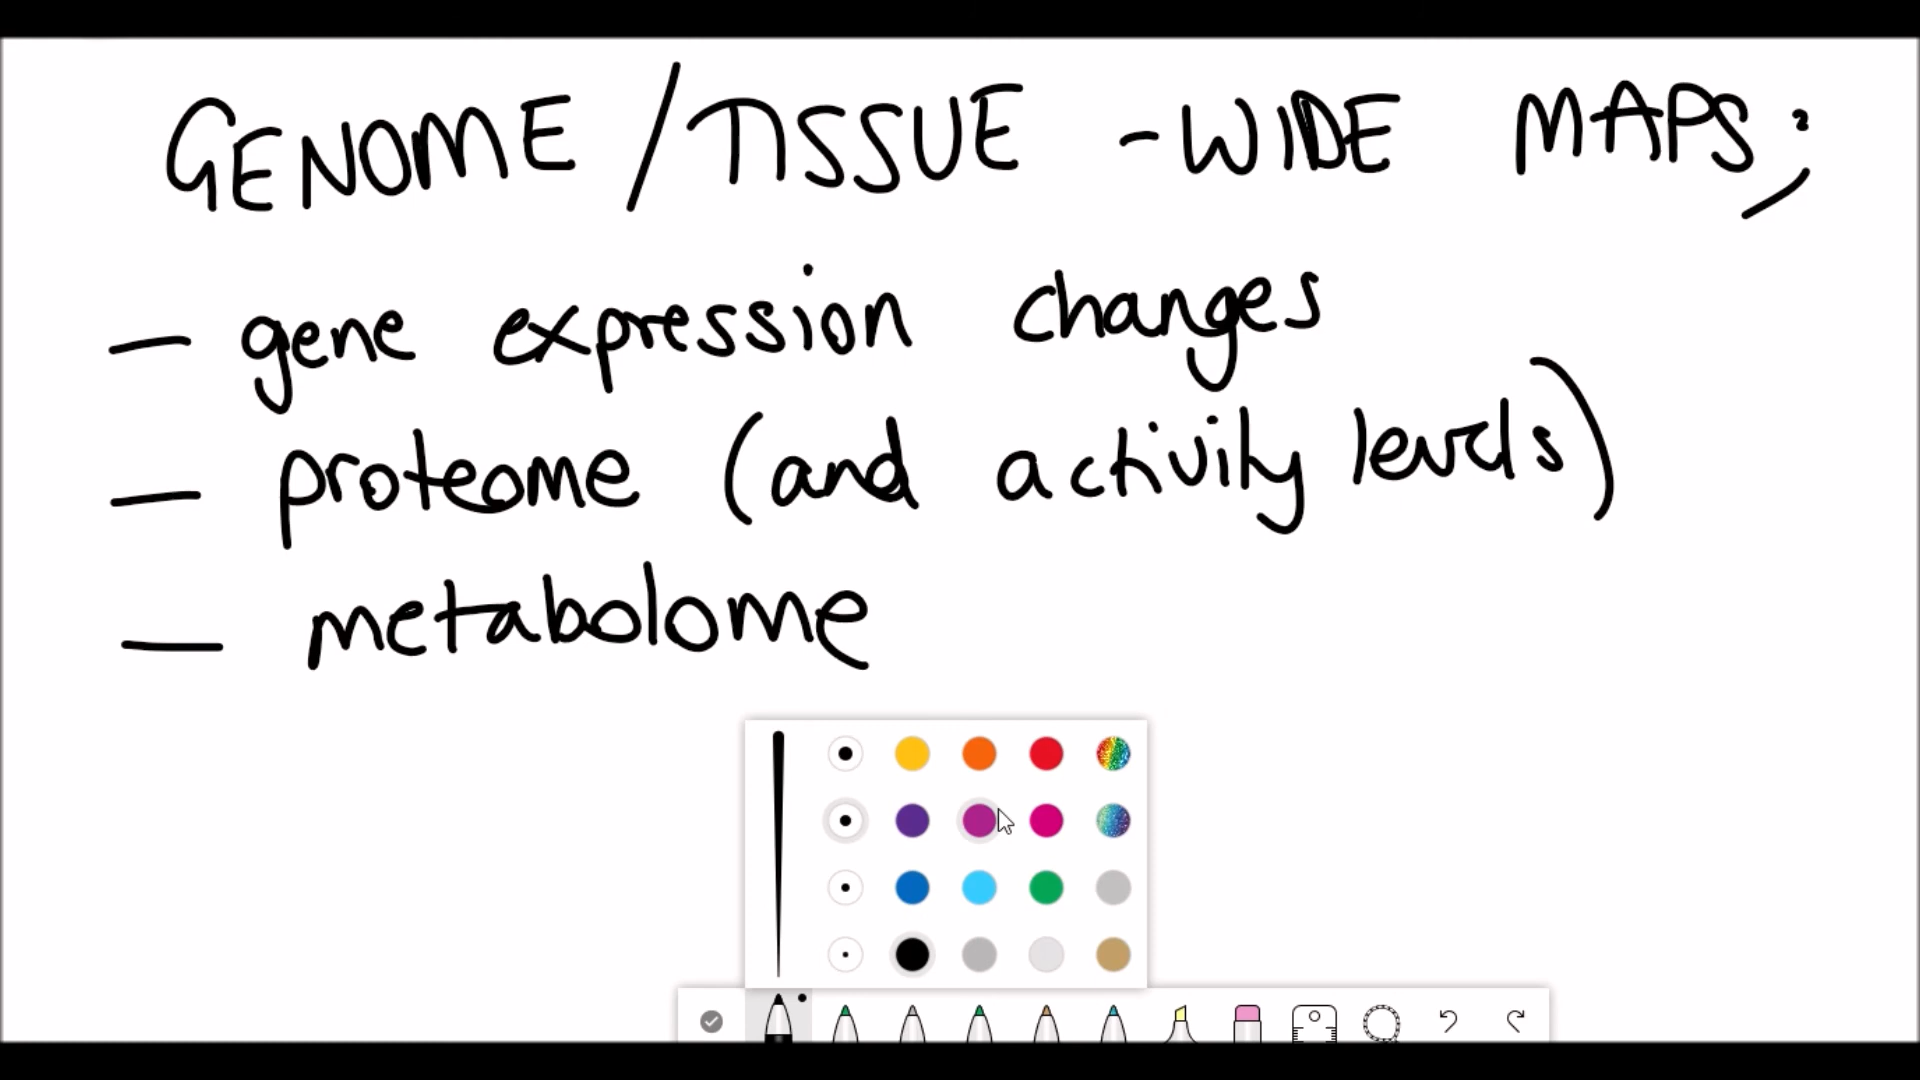 GENOME/TISSUE -WIDE MAPS;
- gene expression changes
- proteome (and activity levels)
- metabolome